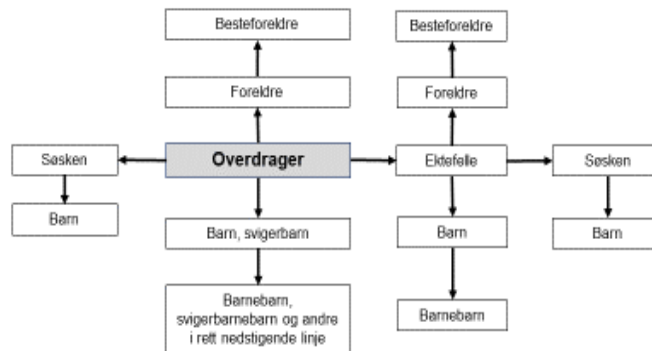 Besteforeldre
Besteforeldre
Foreldre
Foreldre
Søsken
Overdrager
Ektefelle
Søsken
Barn
Barn, svigerbarn
Barn
Barn
Barnebarn,
svigerbarnebarn og andre
i rett nedstigende linje
Barnebarn